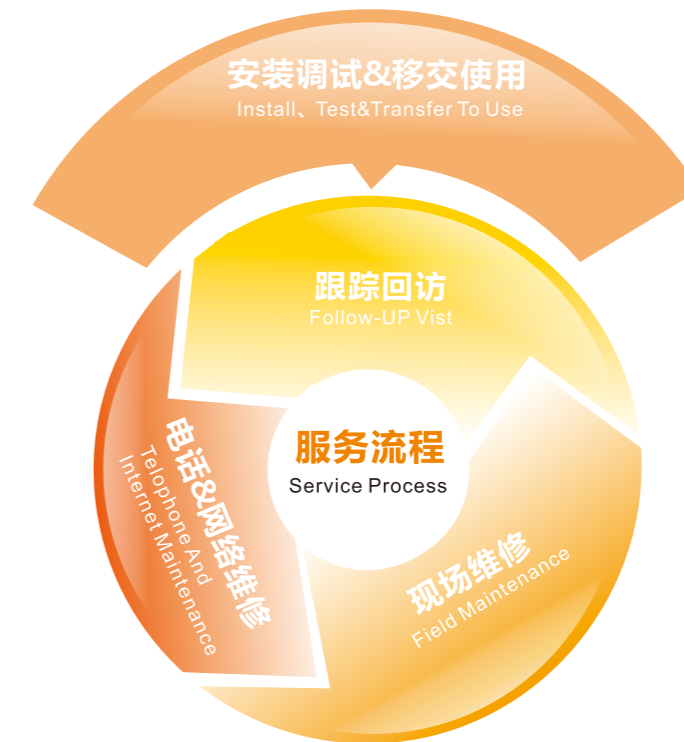 安装调试&移交使用
Install、Test&Transfer To Use
跟踪回访
Follow-UP Vist
服务流程
Service Process
电话&网络维修
Telophone And
Internet Maintenance
现场维修
Field Maintenance